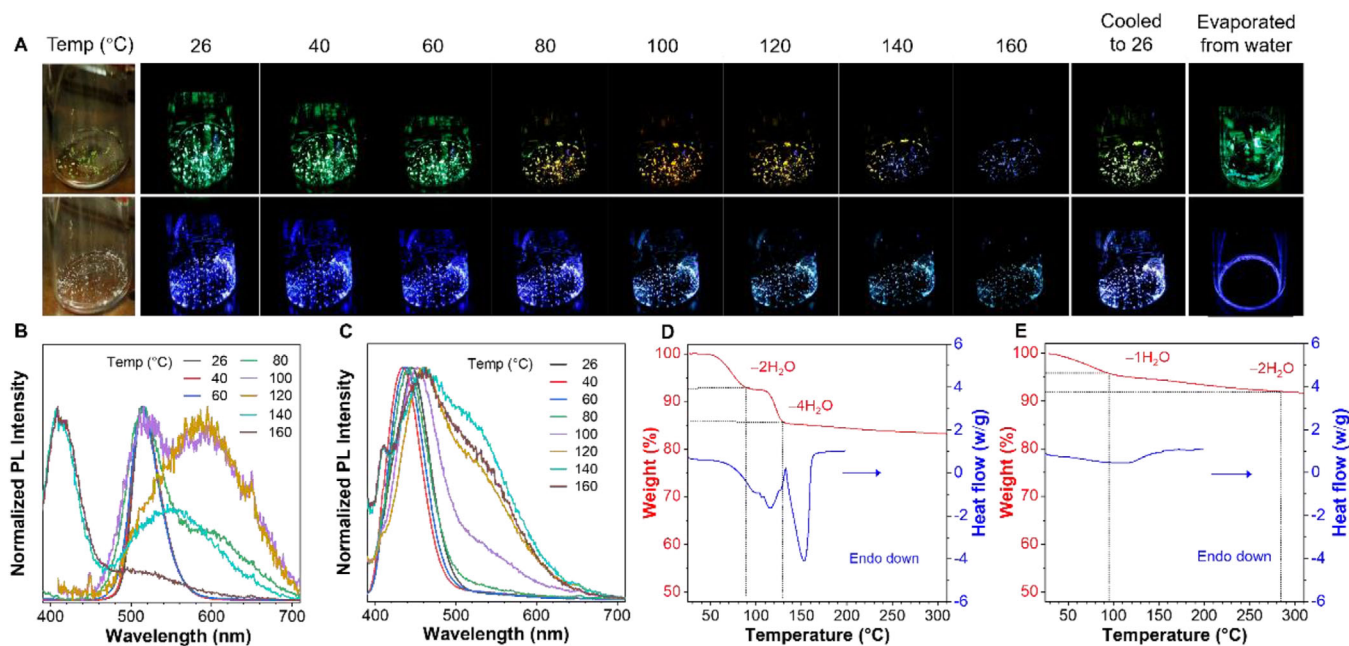 A Temp (°C) 26 40 60 80 100 120 140 160 Cooled to 26 Evaporated from water
B
Temp (°C)
26 80
40 100
60 120
140
160
Normalized PL Intensity
400 500 600 700
Wavelength (nm)
C
Temp (°C)
26
40
60
80
100
120
140
160
Normalized PL Intensity
400 500 600 700
Wavelength (nm)
D
100
90
80
70
60
50
Weight (%)
–2H₂O
–4H₂O
Endo down
6
4
2
0
-2
-4
-6
Heat flow (w/g)
50 100 150 200 250 300
Temperature (°C)
E
100
90
80
70
60
50
Weight (%)
–1H₂O
–2H₂O
Endo down
6
4
2
0
-2
-4
-6
Heat flow (w/g)
50 100 150 200 250 300
Temperature (°C)